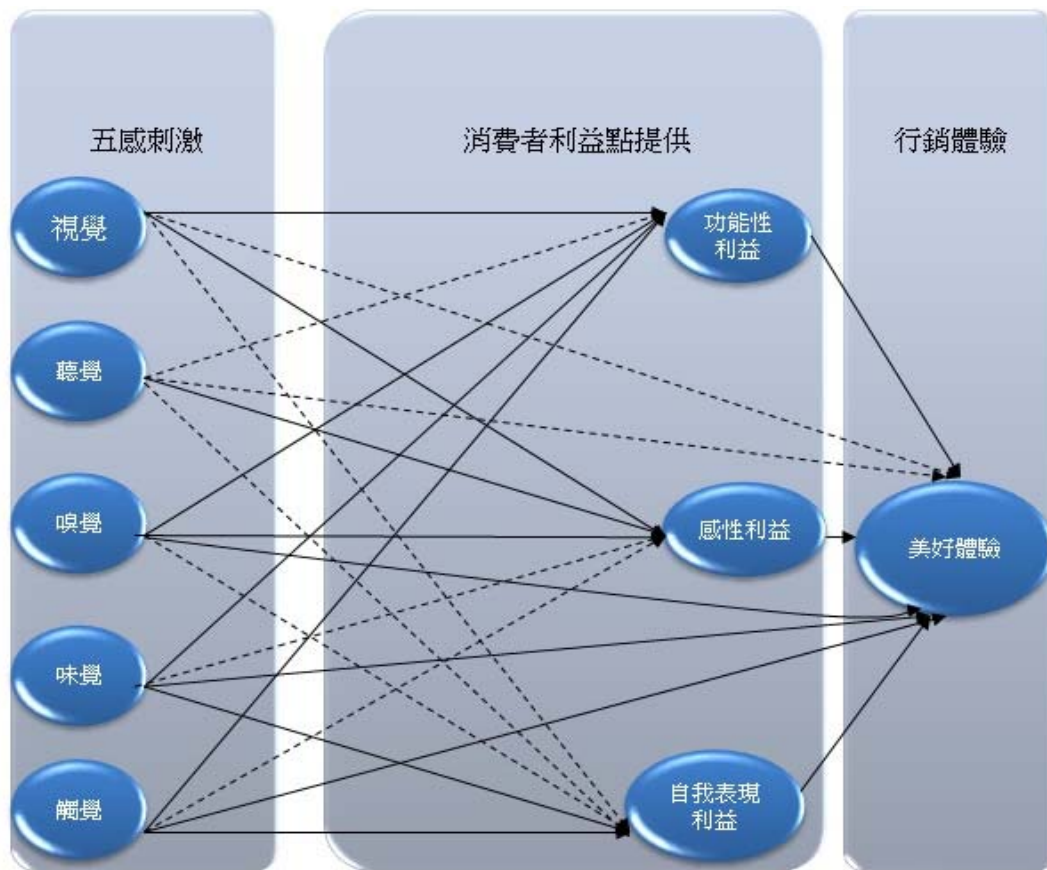 五感刺激
消費者利益點提供
行銷體驗
視覺
功能性
利益
聽覺
嗅覺
感性利益
美好體驗
味覺
觸覺
自我表現
利益